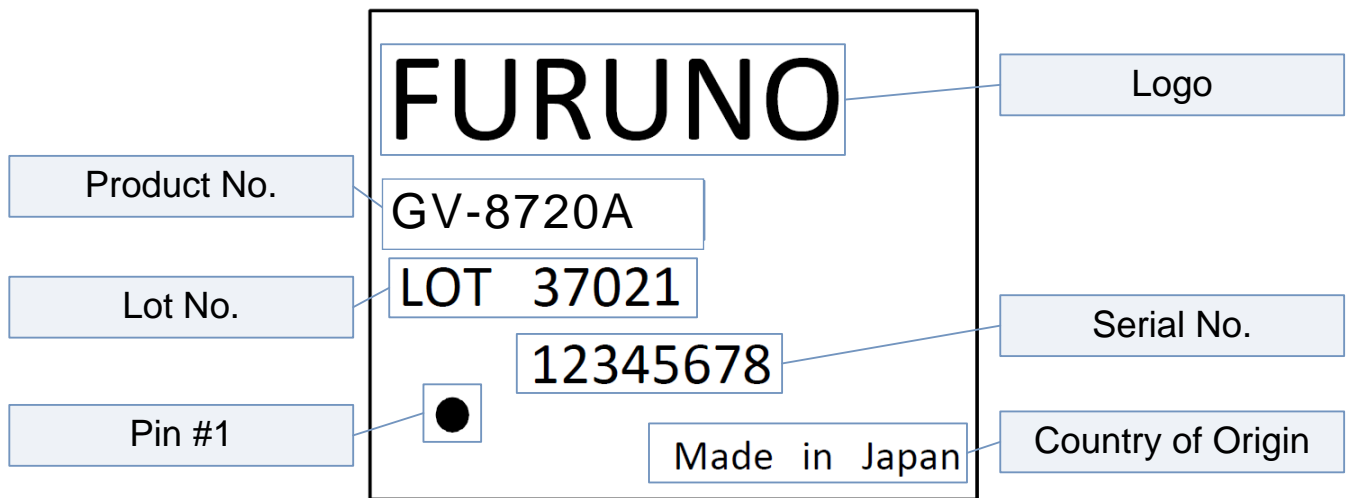 FURUNO
Logo
Product No.
GV-8720A
Lot No.
LOT 37021
12345678
Serial No.
Pin #1
Made in Japan
Country of Origin